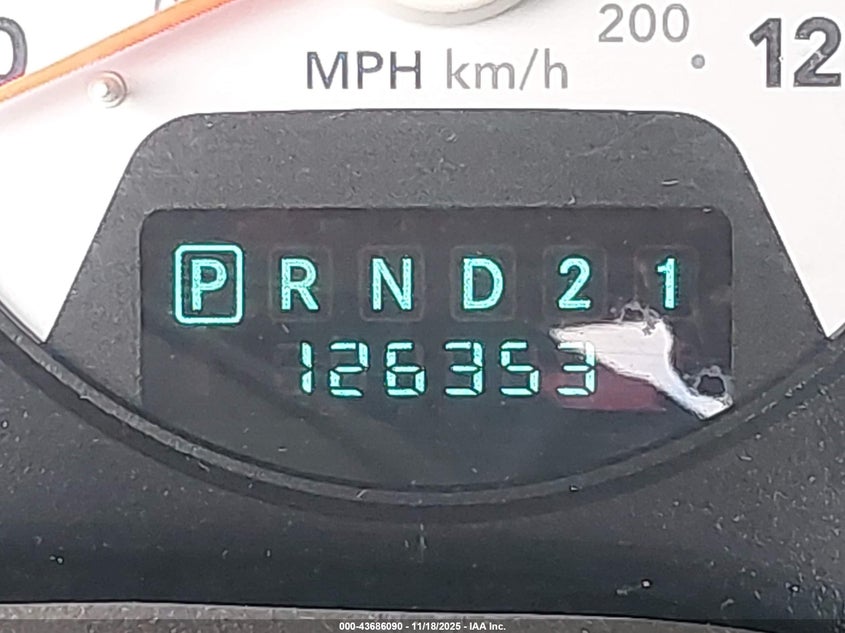 200
MPH km/h 12
P R N D 2 1
126353
000-43686090 - 11/18/2025 - IAA Inc.